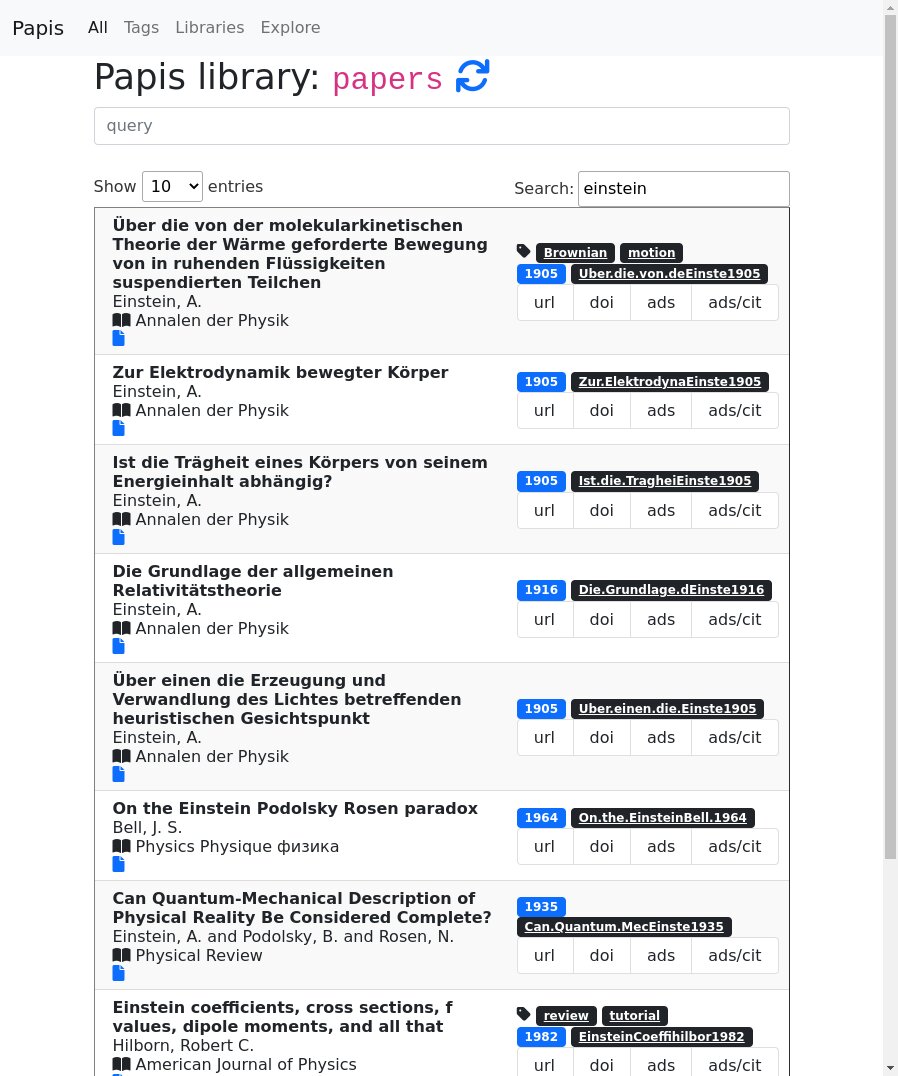 Papis All Tags Libraries Explore
Papis library: papers
query
Show 10 entries Search: einstein
Über die von der molekularkinetischen
Theorie der Wärme geforderte Bewegung
von in ruhenden Flüssigkeiten
suspendierten Teilchen
Einstein, A.
Annalen der Physik
Brownian motion
1905 Uber.die.von.deEinste1905
url doi ads ads/cit
Zur Elektrodynamik bewegter Körper
Einstein, A.
Annalen der Physik
1905 Zur.ElektrodynaEinste1905
url doi ads ads/cit
Ist die Trägheit eines Körpers von seinem
Energieinhalt abhängig?
Einstein, A.
Annalen der Physik
1905 Ist.die.TragheiEinste1905
url doi ads ads/cit
Die Grundlage der allgemeinen
Relativitätstheorie
Einstein, A.
Annalen der Physik
1916 Die.Grundlage.dEinste1916
url doi ads ads/cit
Über einen die Erzeugung und
Verwandlung des Lichtes betreffenden
heuristischen Gesichtspunkt
Einstein, A.
Annalen der Physik
1905 Uber.einen.die.Einste1905
url doi ads ads/cit
On the Einstein Podolsky Rosen paradox
Bell, J. S.
Physics Physique физика
1964 On.the.EinsteinBell.1964
url doi ads ads/cit
Can Quantum-Mechanical Description of
Physical Reality Be Considered Complete?
Einstein, A. and Podolsky, B. and Rosen, N.
Physical Review
1935
Can.Quantum.MecEinste1935
url doi ads ads/cit
Einstein coefficients, cross sections, f
values, dipole moments, and all that
Hilborn, Robert C.
American Journal of Physics
review tutorial
1982 EinsteinCoeffihilbor1982
url doi ads ads/cit